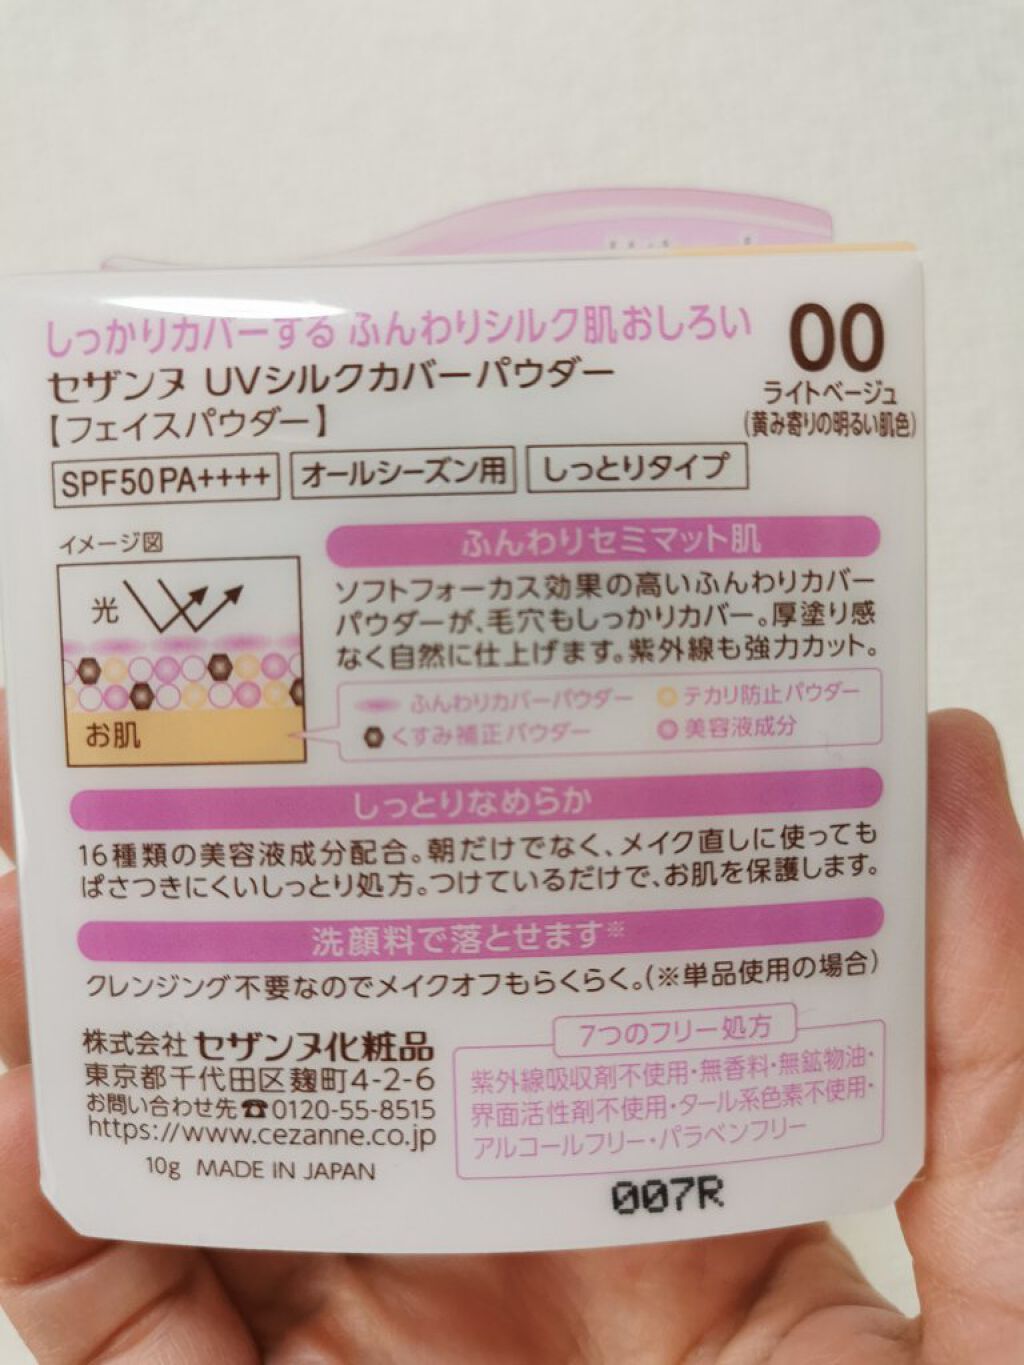 しっかりカバーする ふんわりシルク肌おしろい
セザンヌ UVシルクカバーパウダー
【フェイスパウダー】
00
ライトベージュ
(黄み寄りの明るい肌色)
SPF50 PA++++ オールシーズン用 しっとりタイプ
イメージ図
光
お肌
ふんわりセミマット肌
ソフトフォーカス効果の高いふんわりカバー
パウダーが、毛穴もしっかりカバー。厚塗り感
なく自然に仕上げます。紫外線も強力カット。
ふんわりカバーパウダー テカリ防止パウダー
くすみ補正パウダー 美容液成分
しっとりなめらか
16種類の美容液成分配合。朝だけでなく、メイク直しに使っても
ぱさつきにくいしっとり処方。つけているだけで、お肌を保護します。
洗顔料で落とせます※
クレンジング不要なのでメイクオフもらくらく。(※単品使用の場合)
株式会社 セザンヌ化粧品
東京都千代田区麹町4-2-6
お問い合わせ先☎0120-55-8515
https://www.cezanne.co.jp
10g MADE IN JAPAN
7つのフリー処方
紫外線吸収剤不使用・無香料・無鉱物油・
界面活性剤不使用・タール系色素不使用・
アルコールフリー・パラベンフリー
007R